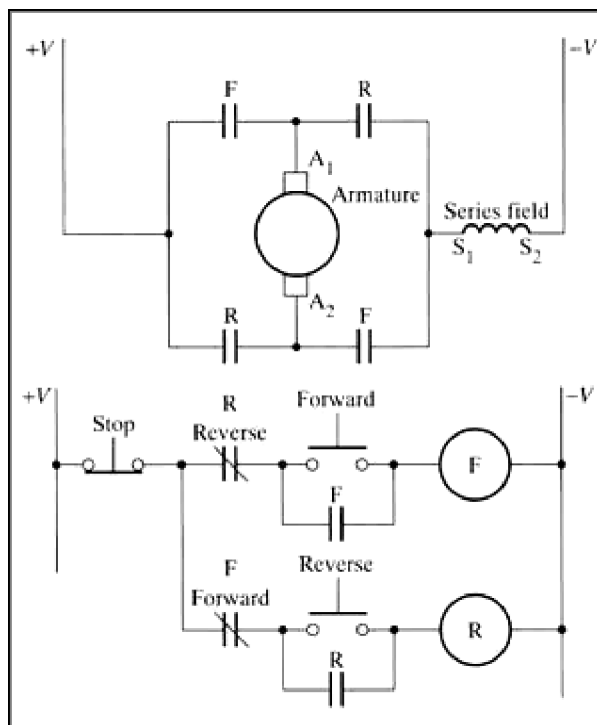 +V
−V
F
R
A1
Armature
Series field
S1
S2
A2
R
F
+V
−V
R
Forward
Stop
Reverse
F
F
F
Reverse
Forward
R
R